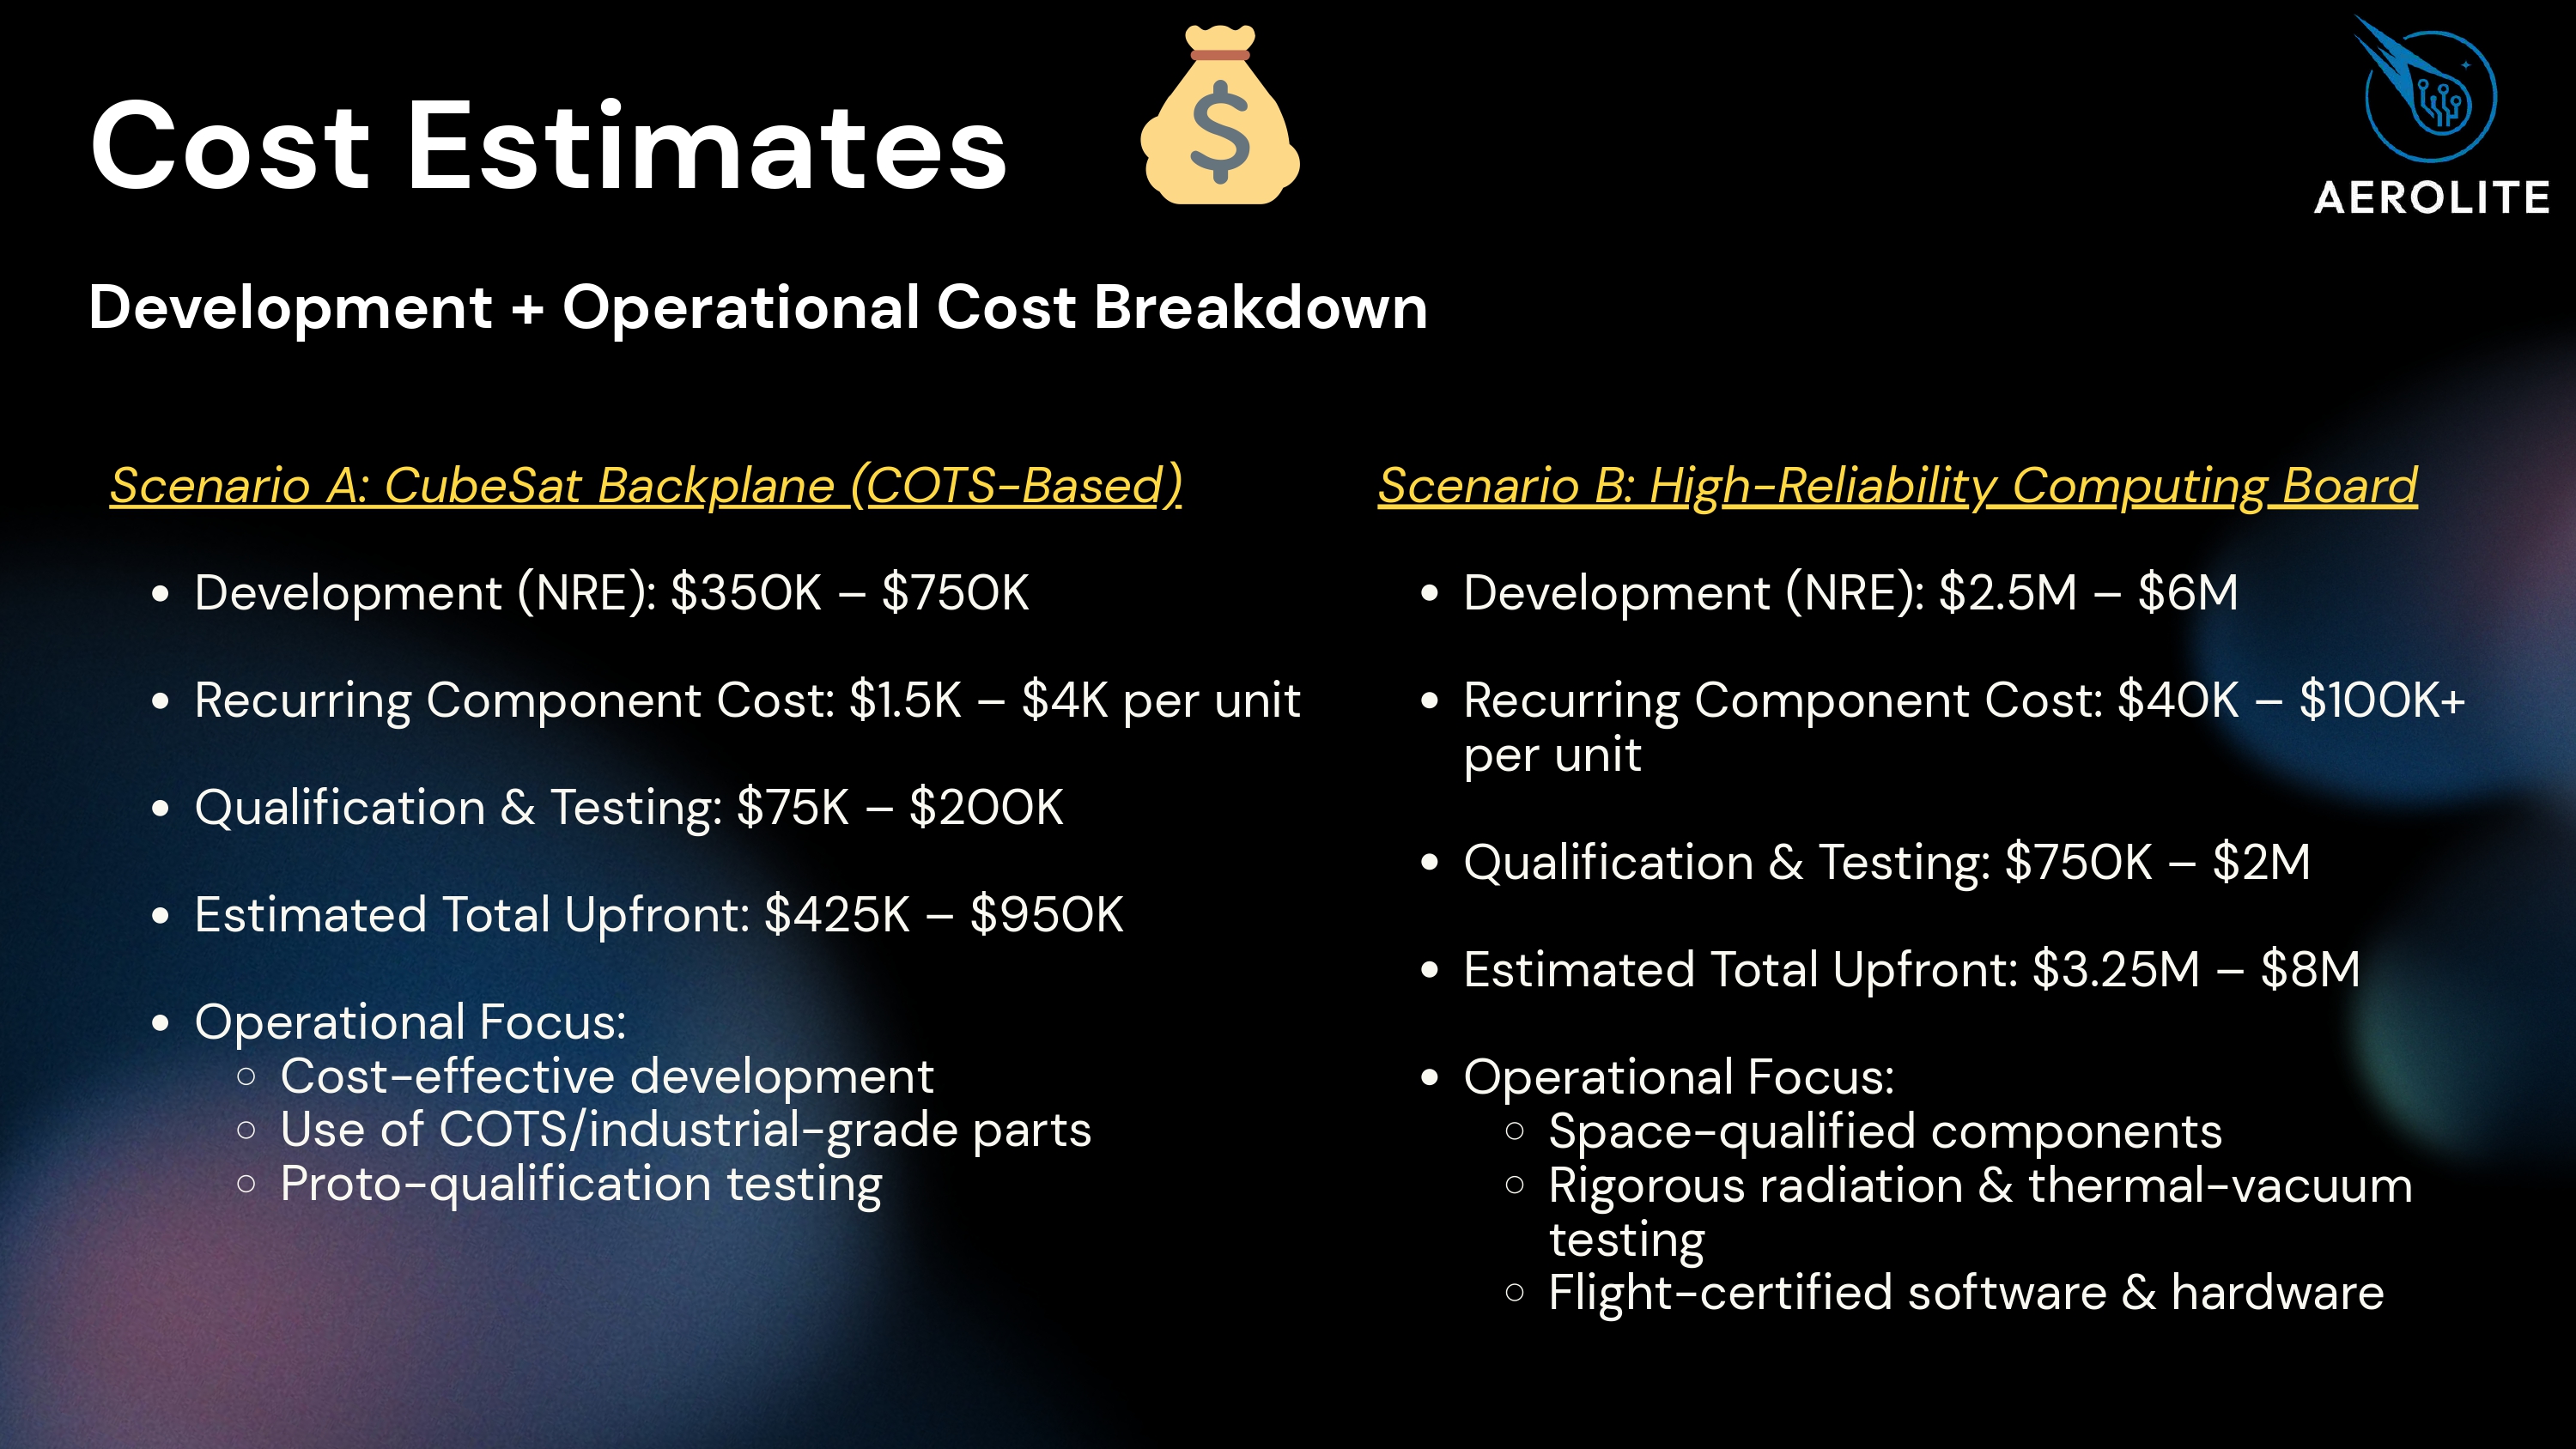 Cost Estimates
$
AEROLITE
Development + Operational Cost Breakdown
Scenario A: CubeSat Backplane (COTS-Based)
• Development (NRE): $350K – $750K
• Recurring Component Cost: $1.5K – $4K per unit
• Qualification & Testing: $75K – $200K
• Estimated Total Upfront: $425K – $950K
• Operational Focus:
○ Cost-effective development
○ Use of COTS/industrial-grade parts
○ Proto-qualification testing
Scenario B: High-Reliability Computing Board
• Development (NRE): $2.5M – $6M
• Recurring Component Cost: $40K – $100K+
per unit
• Qualification & Testing: $750K – $2M
• Estimated Total Upfront: $3.25M – $8M
• Operational Focus:
○ Space-qualified components
○ Rigorous radiation & thermal-vacuum
testing
○ Flight-certified software & hardware